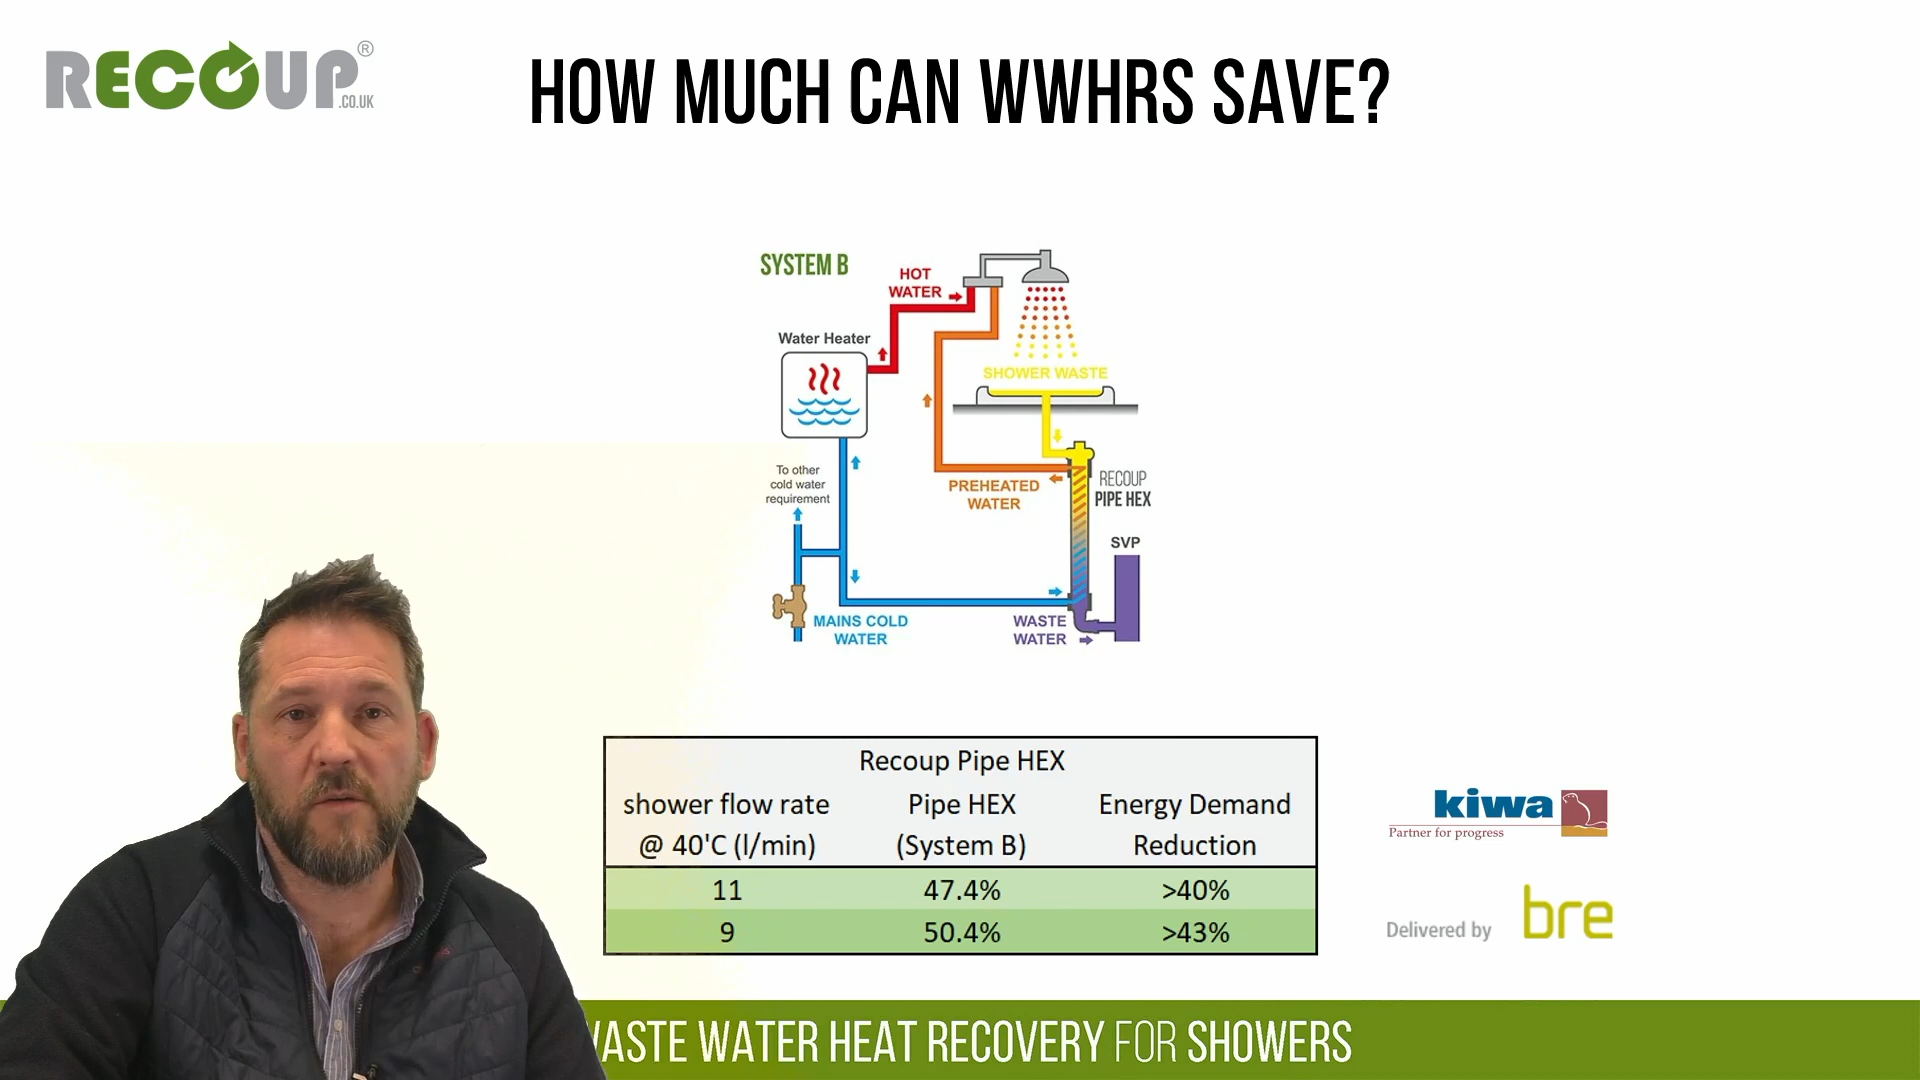 RECOUP®
.CO.UK
HOW MUCH CAN WWHRS SAVE?
SYSTEM B
HOT
WATER
Water Heater
SHOWER WASTE
To other
cold water
requirement
PREHEATED
WATER
RECOUP
PIPE HEX
SVP
MAINS COLD
WATER
WASTE
WATER
Recoup Pipe HEX
shower flow rate Pipe HEX Energy Demand
@ 40'C (l/min) (System B) Reduction
11 47.4% >40%
9 50.4% >43%
kiwa
Partner for progress
Delivered by bre
WASTE WATER HEAT RECOVERY FOR SHOWERS